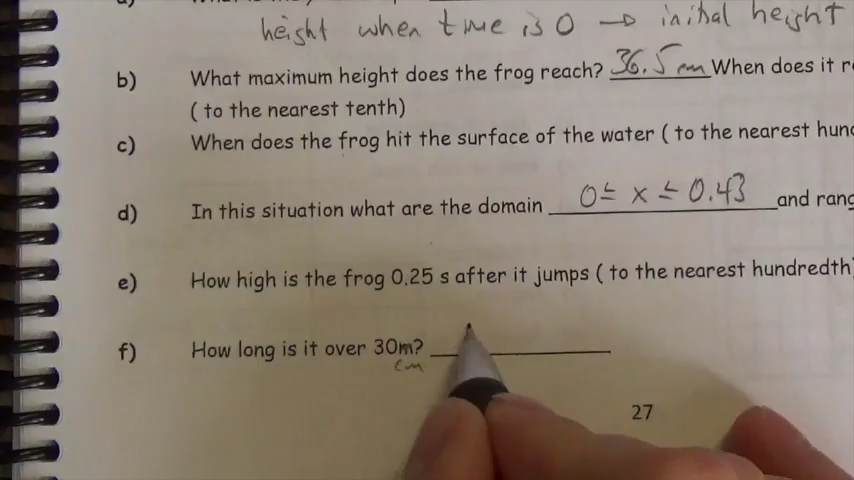 height when time is 0 → initial height
b) What maximum height does the frog reach? 36.5 cm When does it
( to the nearest tenth)
c) When does the frog hit the surface of the water ( to the nearest
d) In this situation what are the domain 0 ≤ x ≤ 0.43 and
e) How high is the frog 0.25 s after it jumps ( to the nearest hundredth)
f) How long is it over 30m?
cm
27